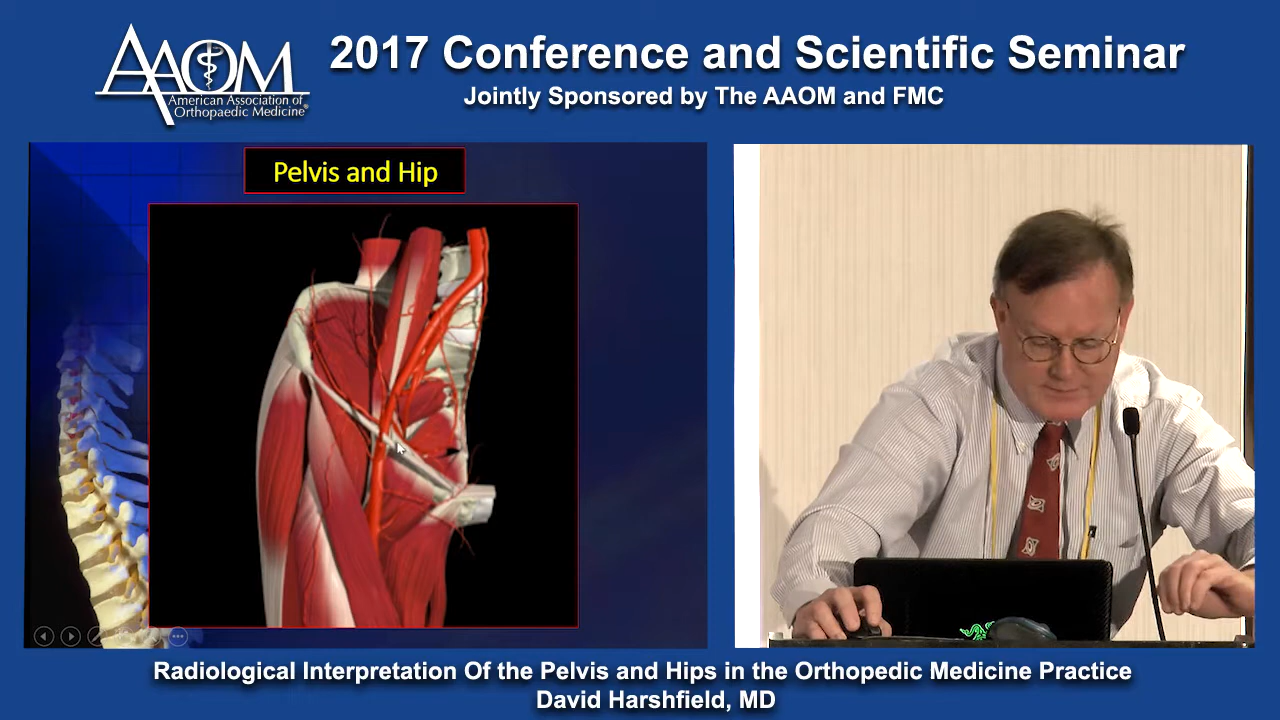 AAOM
American Association of
Orthopaedic Medicine®
2017 Conference and Scientific Seminar
Jointly Sponsored by The AAOM and FMC
Pelvis and Hip
Radiological Interpretation Of the Pelvis and Hips in the Orthopedic Medicine Practice
David Harshfield, MD